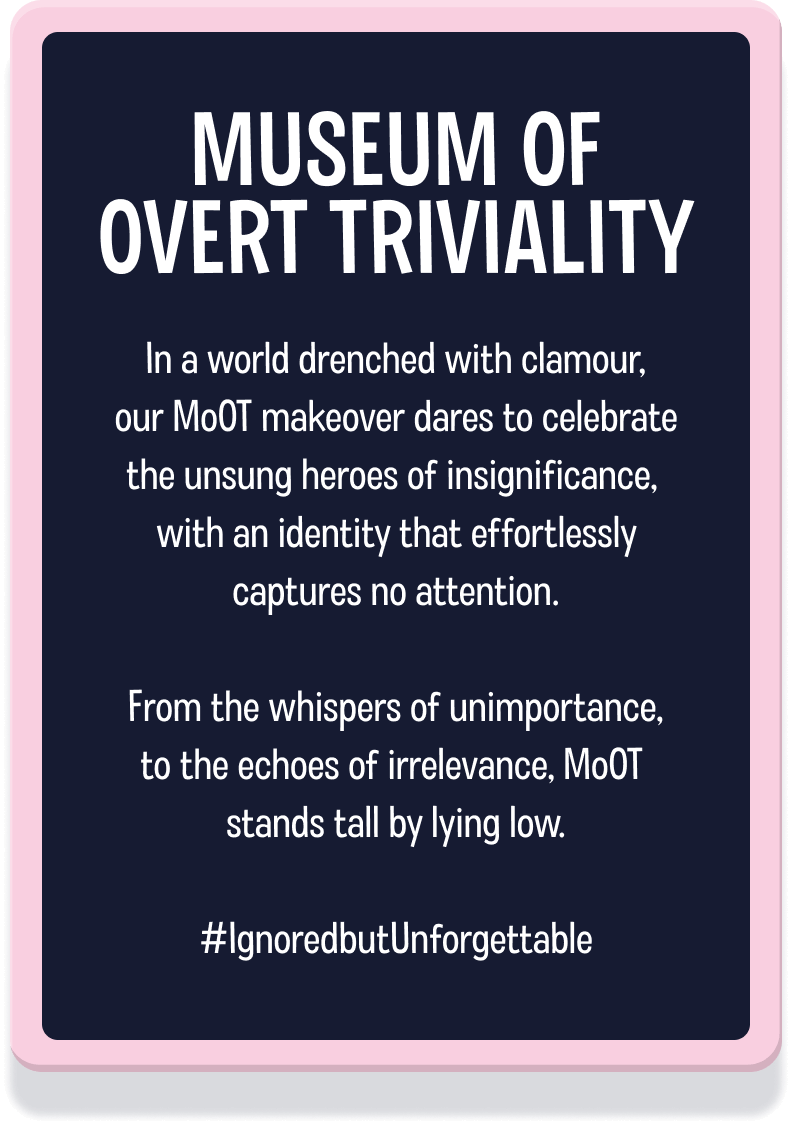 MUSEUM OF
OVERT TRIVIALITY
In a world drenched with clamour,
our MoOT makeover dares to celebrate
the unsung heroes of insignificance,
with an identity that effortlessly
captures no attention.
From the whispers of unimportance,
to the echoes of irrelevance, MoOT
stands tall by lying low.
#IgnoredbutUnforgettable